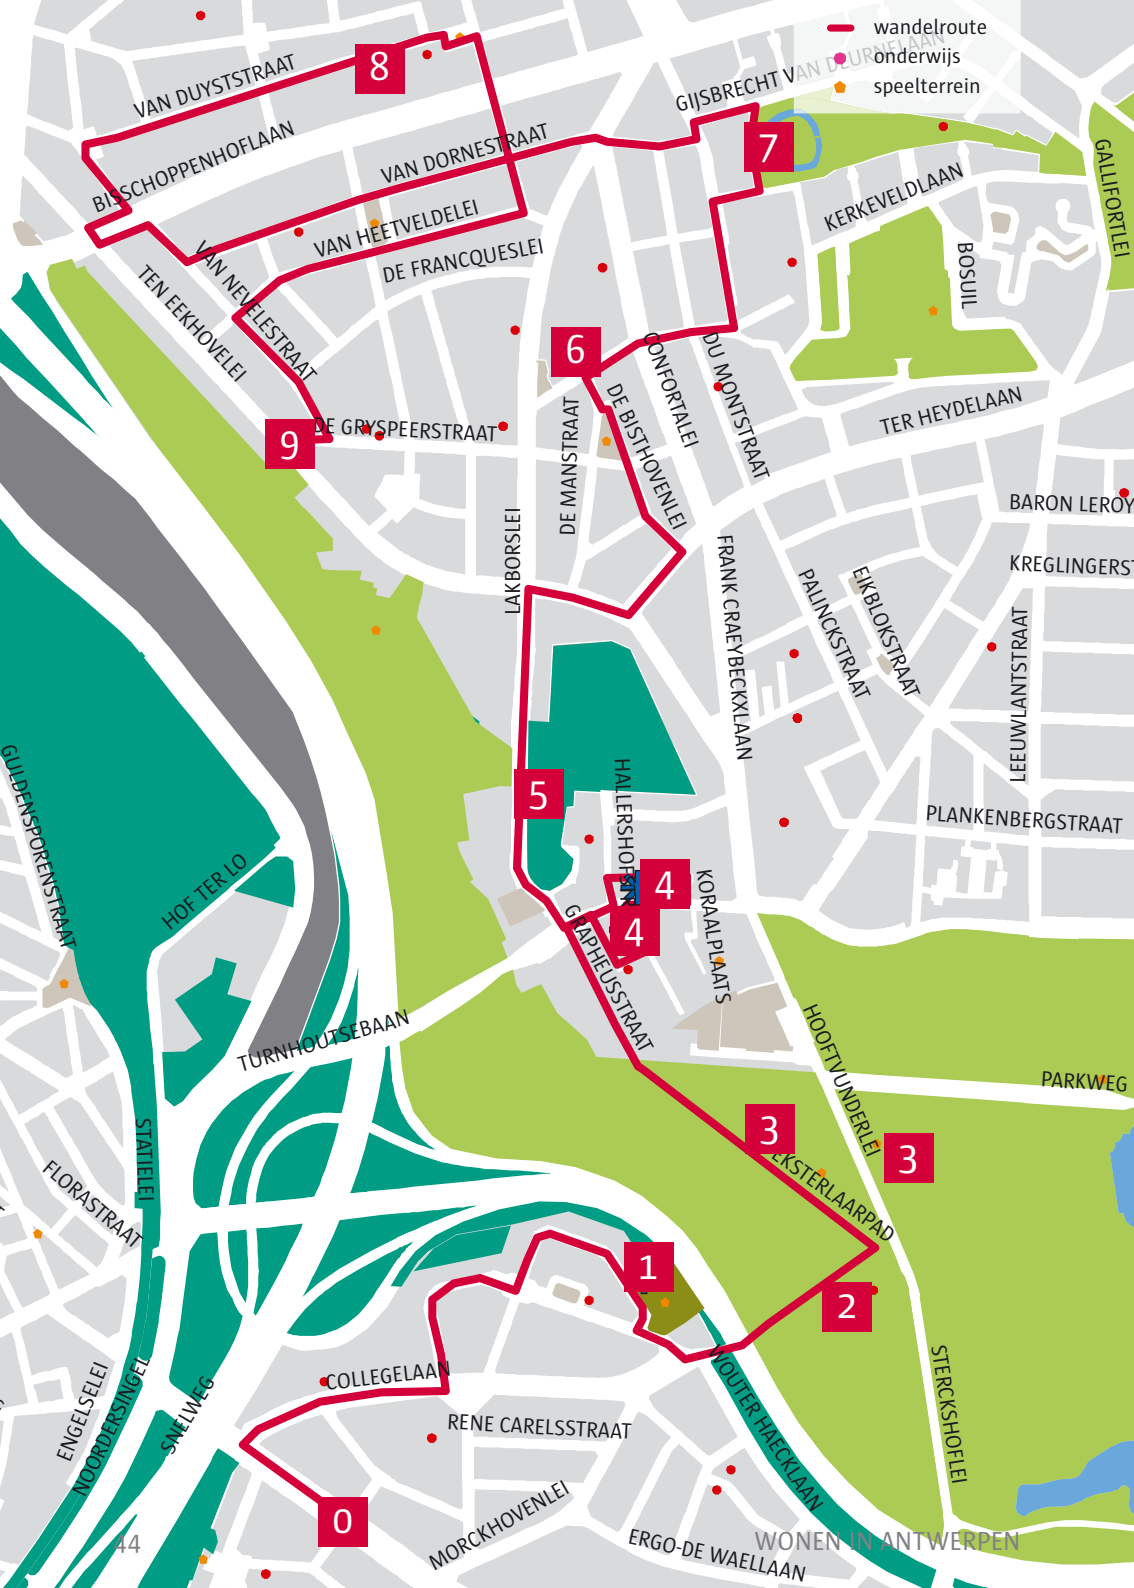 wandelroute
onderwijs
speelterrein
8
VAN DUYSTSTRAAT
GIJSBRECHT VAN DEURNELAAN
7
BISSCHOPPENHOFLAAN
VAN DORNESTRAAT
GALLIFORTLEI
KERKEVELDLAAN
VAN HEETVELDELEI
DE FRANCQUESLEI
BOSUIL
VAN NEVELESTRAAT
TEN EEKHOVELEI
6
CONFORTALEI
DU MONTSTRAAT
DE BISTHOVENLEI
DE MANSTRAAT
TER HEYDELAAN
9
DE GRYSPEERSTRAAT
BARON LEROY
LAKBORSLEI
FRANK CRAEYBECKXLAAN
KREGLINGERST
PALINCKSTRAAT
EIKBLOKSTRAAT
LEEUWLANTSTRAAT
GULDENSPORENSTRAAT
5
HALLERSHOFSTR
PLANKENBERGSTRAAT
HOF TER LO
4
KORAALPLAATS
4
GRAPHEUSSTRAAT
TURNHOUTSEBAAN
HOOFTVUNDERLEI
PARKWEG
3
3
EKSTERLAARPAD
STATIELEI
FLORASTRAAT
1
2
COLLEGELAAN
WOUTER HAECKLAAN
STERCKSHOFLEI
ENGELSELEI
NOORDERSINGEL
SNELWEG
RENE CARELSSTRAAT
0
MORCKHOVENLEI
ERGO-DE WAELLAAN
44
WONEN IN ANTWERPEN